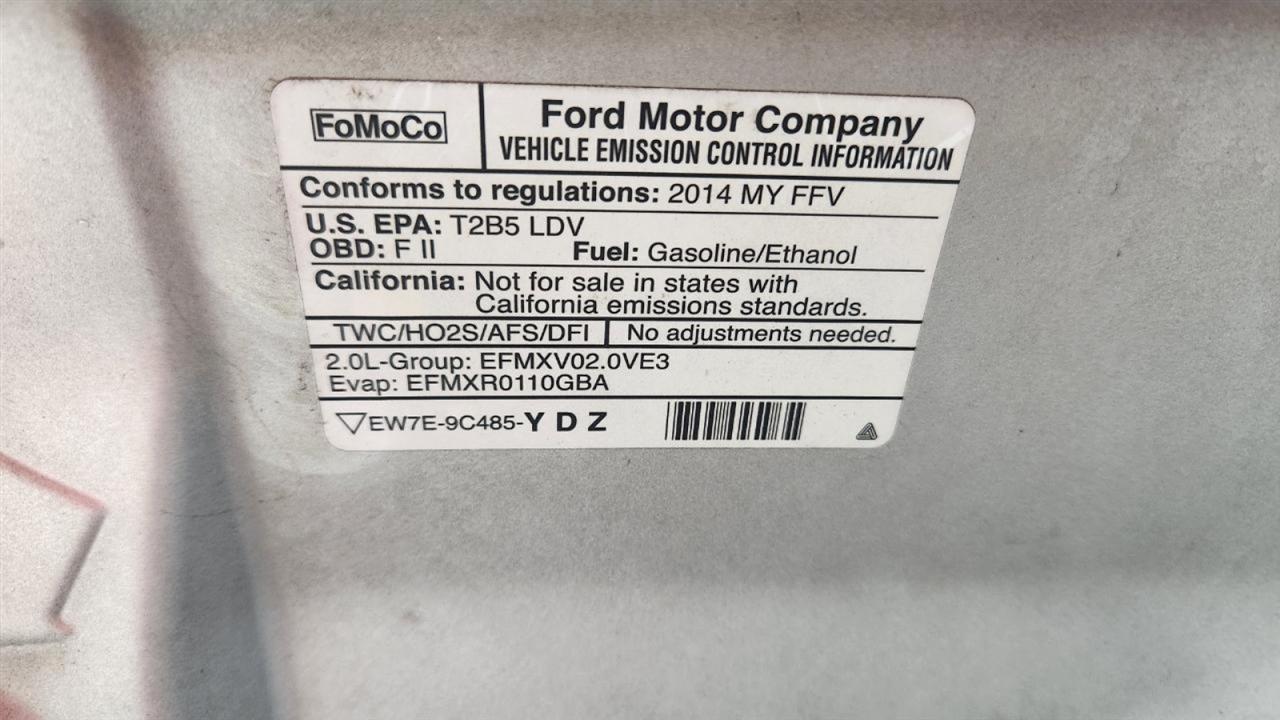 FoMoCo
Ford Motor Company
VEHICLE EMISSION CONTROL INFORMATION
Conforms to regulations: 2014 MY FFV
U.S. EPA: T2B5 LDV
OBD: F II Fuel: Gasoline/Ethanol
California: Not for sale in states with
California emissions standards.
TWC/HO2S/AFS/DFI No adjustments needed.
2.0L-Group: EFMXV02.0VE3
Evap: EFMXR0110GBA
EW7E-9C485-Y D Z